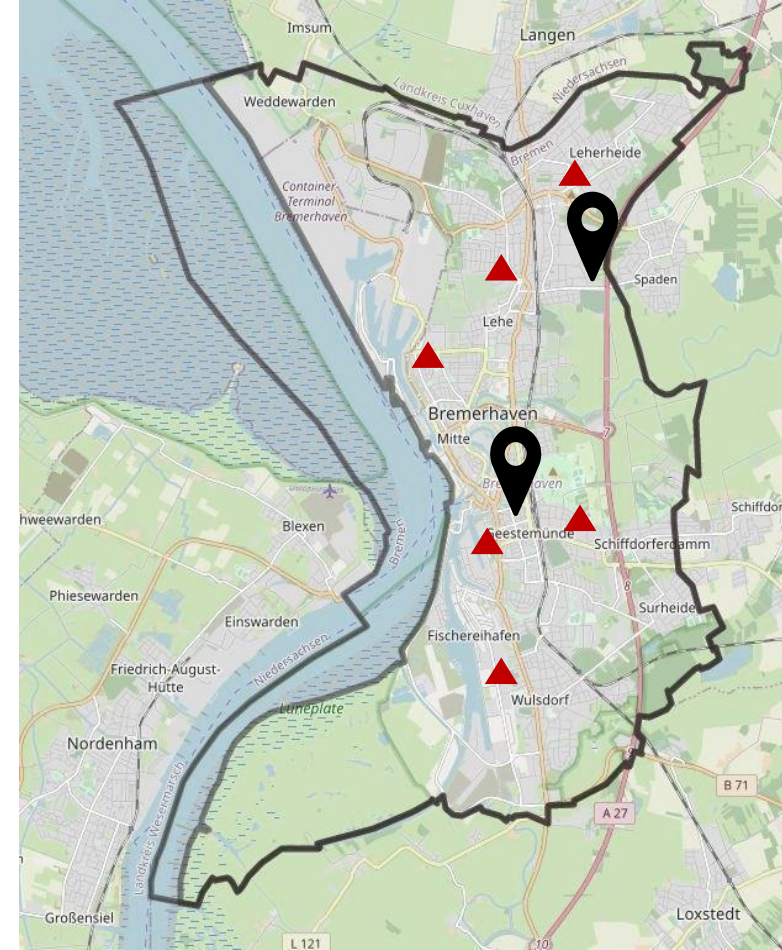 Imsum
Langen
Niedersachsen
Landkreis Cuxhaven
Weddewarden
Bremen
Leherheide
Container
Terminal
Bremerhaven
Spaden
Lehe
Bremerhaven
Mitte
7
hweewarden
Blexen
Bremen
Geestemünde
Schiffdor
Schiffdorferdamm
8
Phiesewarden
Surheide
Einswarden
Fischereihafen
Niedersachsen
Friedrich-August-
Hütte
Wulsdorf
Luneplate
Nordenham
Landkreis Wesermarsch
B 71
A 27
Großensiel
Loxstedt
L 121
10